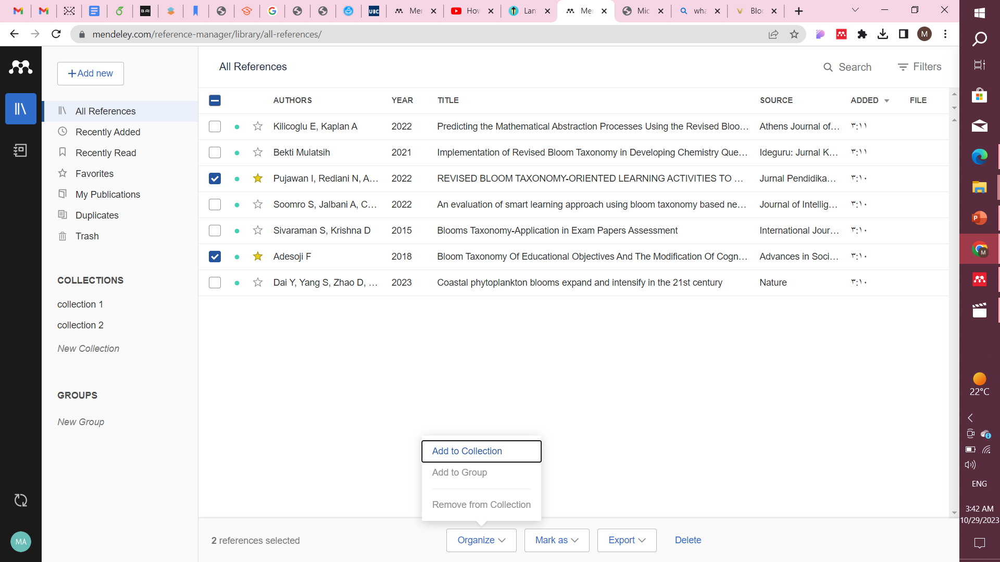 UBC
B AI
Mer
How
Lan
Mer
Mic
wha
Bloo
mendeley.com/reference-manager/library/all-references/
M
+Add new
All References
Recently Added
Recently Read
Favorites
My Publications
Duplicates
Trash
COLLECTIONS
collection 1
collection 2
New Collection
GROUPS
New Group
MA
All References
Search
Filters
AUTHORS YEAR TITLE SOURCE ADDED FILE
Kilicoglu E, Kaplan A 2022 Predicting the Mathematical Abstraction Processes Using the Revised Bloo... Athens Journal of... ٣:١١
Bekti Mulatsih 2021 Implementation of Revised Bloom Taxonomy in Developing Chemistry Que... Ideguru: Jurnal K... ٣:١١
Pujawan I, Rediani N, A... 2022 REVISED BLOOM TAXONOMY-ORIENTED LEARNING ACTIVITIES TO ... Jurnal Pendidika... ٣:١٠
Soomro S, Jalbani A, C... 2022 An evaluation of smart learning approach using bloom taxonomy based ne... Journal of Intellig... ٣:١٠
Sivaraman S, Krishna D 2015 Blooms Taxonomy-Application in Exam Papers Assessment International Jour... ٣:١٠
Adesoji F 2018 Bloom Taxonomy Of Educational Objectives And The Modification Of Cogn... Advances in Soci... ٣:١٠
Dai Y, Yang S, Zhao D, ... 2023 Coastal phytoplankton blooms expand and intensify in the 21st century Nature ٣:١٠
Add to Collection
Add to Group
Remove from Collection
2 references selected
Organize
Mark as
Export
Delete
22°C
ENG
3:42 AM
10/29/2023